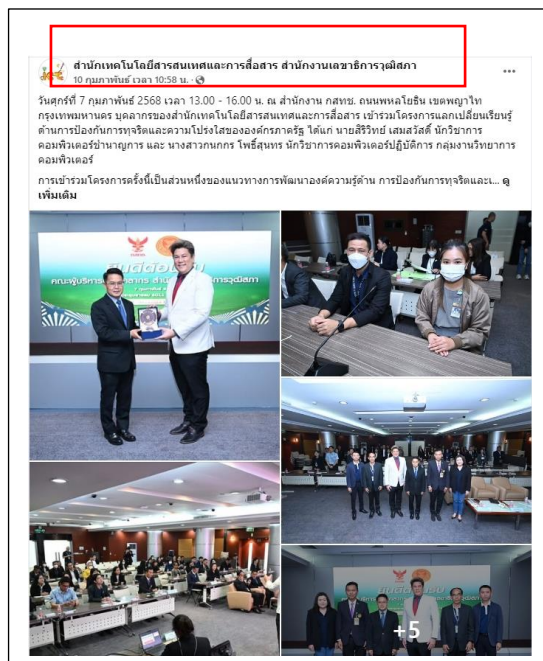 สำนักเทคโนโลยีสารสนเทศและการสื่อสาร สำนักงานเลขาธิการวุฒิสภา
10 กุมภาพันธ์ เวลา 10:58 น. ·
วันศุกร์ที่ 7 กุมภาพันธ์ 2568 เวลา 13.00 - 16.00 น. ณ สำนักงาน กสทช. ถนนพหลโยธิน เขตพญาไท
กรุงเทพมหานคร บุคลากรของสำนักเทคโนโลยีสารสนเทศและการสื่อสาร เข้าร่วมโครงการแลกเปลี่ยนเรียนรู้
ด้านการป้องกันการทุจริตและความโปร่งใสขององค์กรภาครัฐ ได้แก่ นายสิริวิทย์ เสมสวัสดิ์ นักวิชาการ
คอมพิวเตอร์ชำนาญการ และ นางสาวกนกกร โพธิ์สุนทร นักวิชาการคอมพิวเตอร์ปฏิบัติการ กลุ่มงานวิทยาการ
คอมพิวเตอร์
การเข้าร่วมโครงการครั้งนี้เป็นส่วนหนึ่งของแนวทางการพัฒนาองค์ความรู้ด้าน การป้องกันการทุจริตและเ... ดู
เพิ่มเติม
ยินดีต้อนรับ
+5